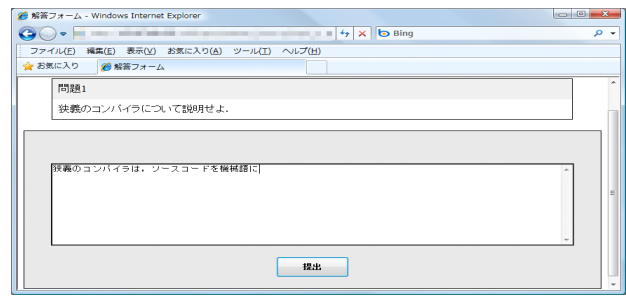 解答フォーム - Windows Internet Explorer
Bing
ファイル(F) 編集(E) 表示(V) お気に入り(A) ツール(T) ヘルプ(H)
お気に入り 解答フォーム
問題1
狭義のコンパイラについて説明せよ.
狭義のコンパイラは，ソースコードを機械語に
提出